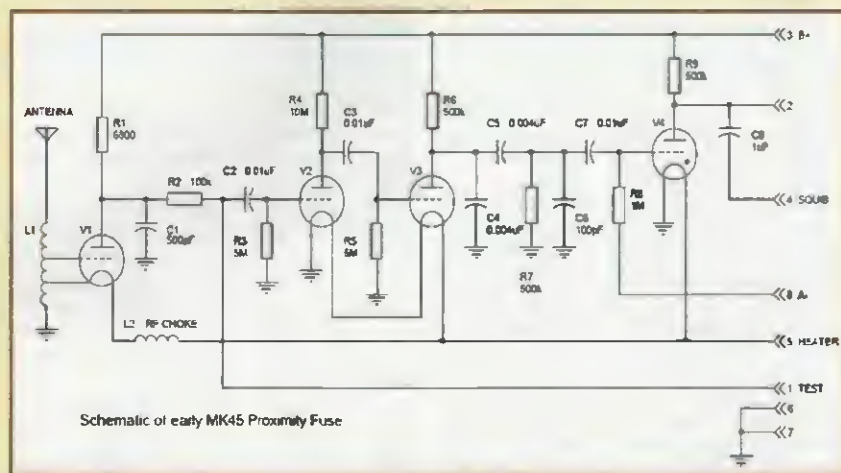 3 B+
R9
500k
R4
10M
C3
0.01uF
R6
500k
C5 0.004uF
C7 0.01uF
V4
2
ANTENNA
R1
6800
C8
1uF
R2 100k
C2 0.01uF
V2
V3
4 SQUIB
L1
V1
C1
500pF
R3
5M
R5
5M
C4
0.004uF
C6
100pF
R8
1M
R7
500k
8 A-
L2 RF CHOKE
5 HEATER
1 TEST
6
7
Schematic of early MK45 Proximity Fuse